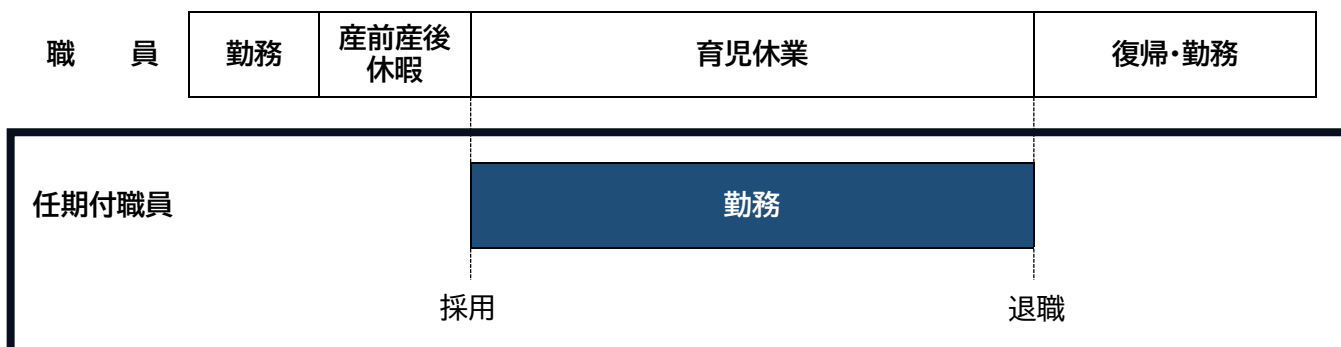 職　員
勤務
産前産後
休暇
育児休業
復帰・勤務
任期付職員
勤務
採用
退職